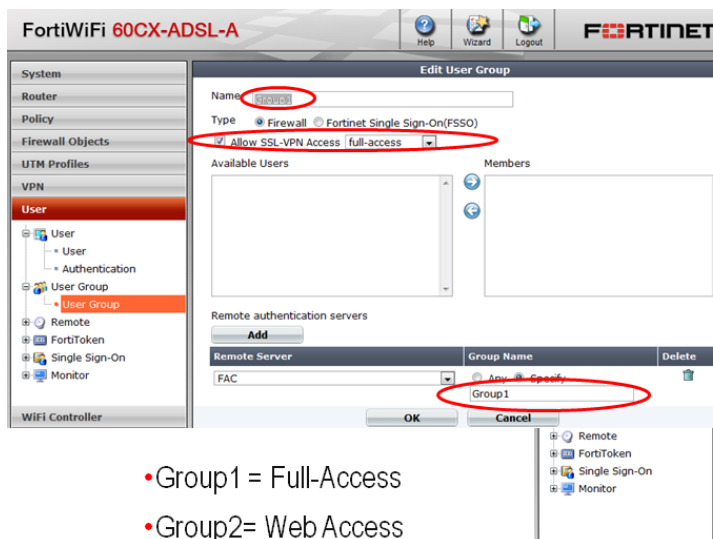 FortiWiFi 60CX-ADSL-A
Help
Wizard
Logout
FORTINET
System
Router
Policy
Firewall Objects
UTM Profiles
VPN
User
User
User
Authentication
User Group
User Group
Remote
FortiToken
Single Sign-On
Monitor
WiFi Controller
Edit User Group
Name Group1
Type Firewall Fortinet Single Sign-On(FSSO)
Allow SSL-VPN Access full-access
Available Users
Members
Remote authentication servers
Add
Remote Server Group Name Delete
FAC Any Specify
Group1
OK Cancel
Remote
FortiToken
Single Sign-On
Monitor
•Group1 = Full-Access
•Group2= Web Access